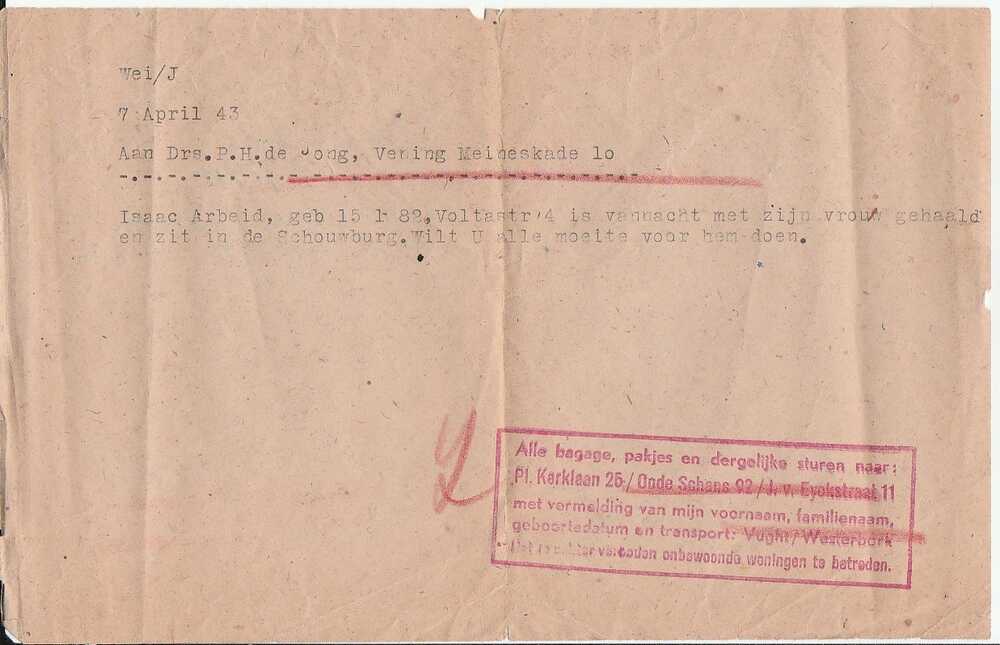 Wei/J
7 April 43
Aan Drs.P.H.de Jong, Vening Meineskade 1o
-.-.-.-.-.-.-.-.-.-.-.-.-.-.-.-.-.-.-.-.-.-
Isaac Arbeid, geb 15 1 82,Voltastr 4 is vannacht met zijn vrouw gehaald
en zit in de Schouwburg.Wilt U alle moeite voor hem doen.
Alle bagage, pakjes en dergelijke sturen naar:
Pl. Kerklaan 25/Oude Schans 92/J. v. Eyckstraat 11
met vermelding van mijn voornaam, familienaam,
geboortedatum en transport: Vught/Westerbork
Het is verboden onbewoonde woningen te betreden.